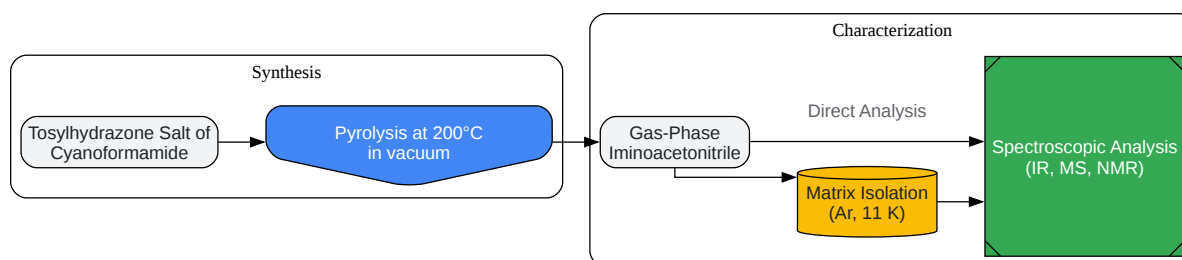 Synthesis
Tosylhydrazone Salt of
Cyanoformamide
Pyrolysis at 200°C
in vacuum
Characterization
Gas-Phase
Iminoacetonitrile
Direct Analysis
Matrix Isolation
(Ar, 11 K)
Spectroscopic Analysis
(IR, MS, NMR)